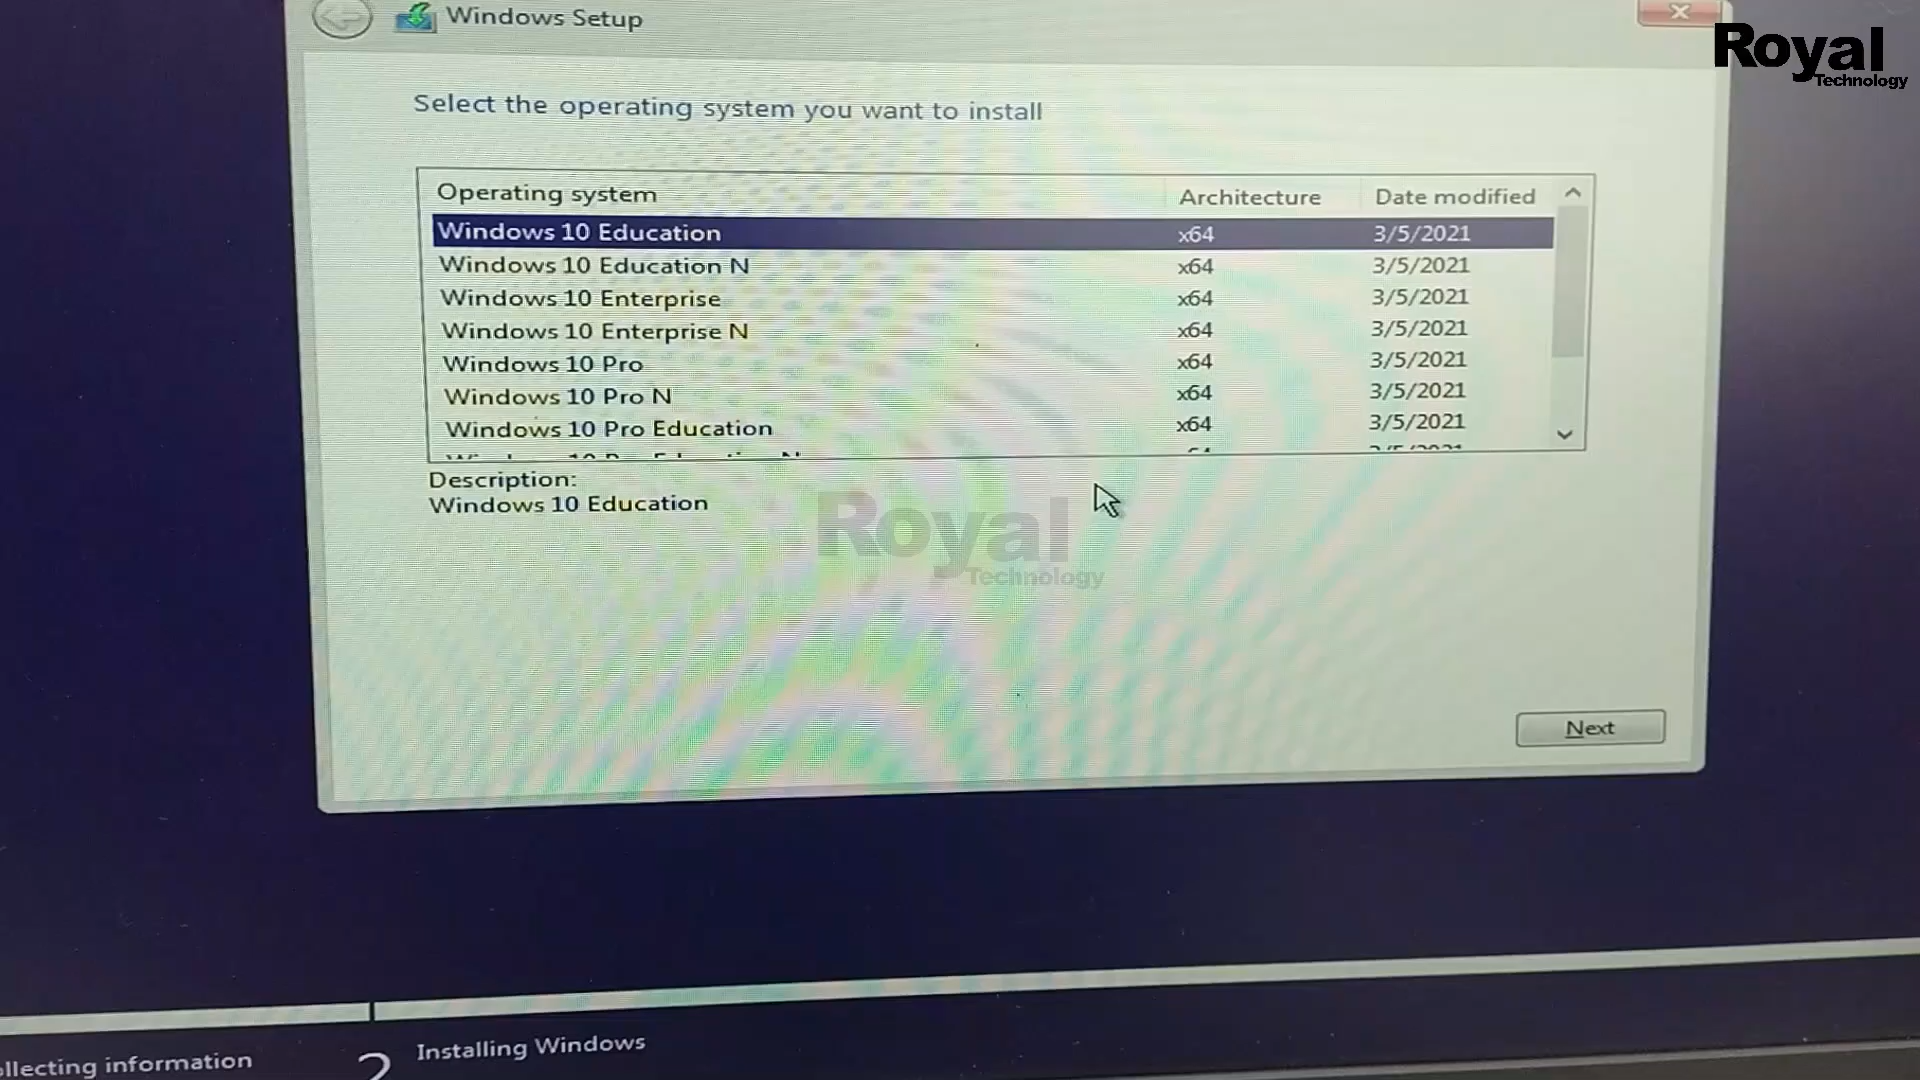 Windows Setup
Royal
Technology
Select the operating system you want to install
Operating system Architecture Date modified
Windows 10 Education x64 3/5/2021
Windows 10 Education N x64 3/5/2021
Windows 10 Enterprise x64 3/5/2021
Windows 10 Enterprise N x64 3/5/2021
Windows 10 Pro x64 3/5/2021
Windows 10 Pro N x64 3/5/2021
Windows 10 Pro Education x64 3/5/2021
Description:
Windows 10 Education
Royal
Technology
Next
llecting information
2 Installing Windows